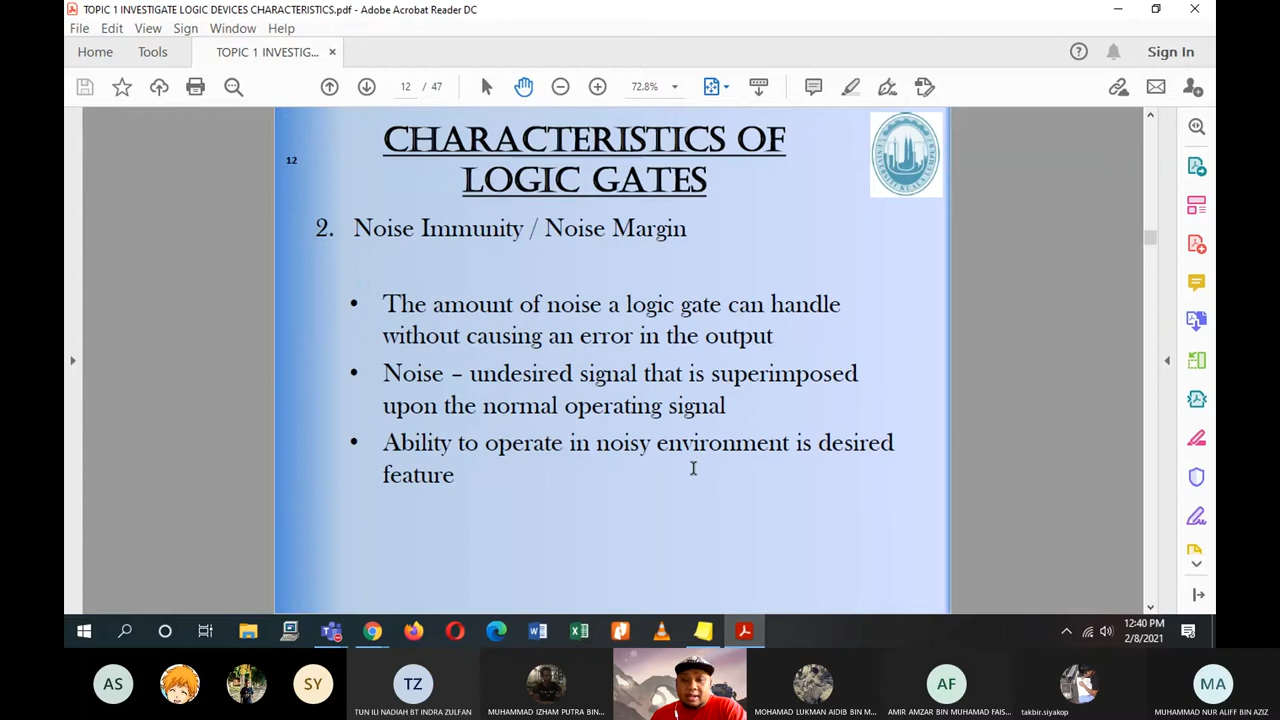 TOPIC 1 INVESTIGATE LOGIC DEVICES CHARACTERISTICS.pdf - Adobe Acrobat Reader DC
File Edit View Sign Window Help
Home Tools TOPIC 1 INVESTIG... × Sign In
12 / 47 72.8%
CHARACTERISTICS OF
LOGIC GATES
12
2. Noise Immunity / Noise Margin
• The amount of noise a logic gate can handle
without causing an error in the output
• Noise – undesired signal that is superimposed
upon the normal operating signal
• Ability to operate in noisy environment is desired
feature
12:40 PM
2/8/2021
AS SY TZ AF MA
TUN ILI NADIAH BT INDRA ZULFAN MUHAMMAD IZHAM PUTRA BIN... MOHAMAD LUKMAN AIDIB BIN M... AMIR AMZAR BIN MUHAMAD FAIS... takbir.siyakop MUHAMMAD NUR ALIFF BIN AZIZ